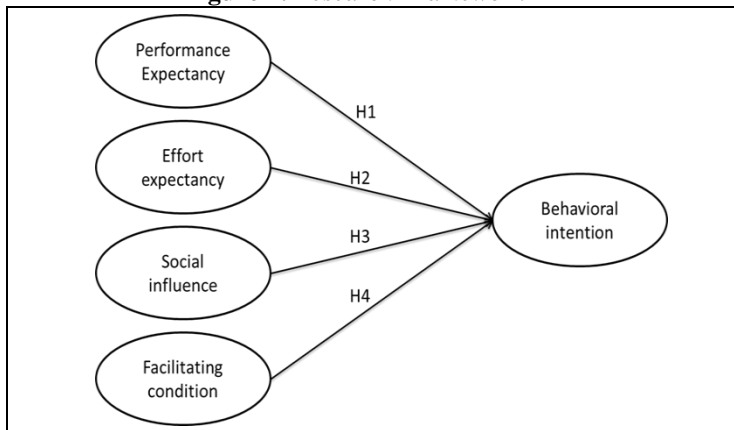 Performance
Expectancy
H1
Effort
expectancy
H2
Behavioral
intention
H3
Social
influence
H4
Facilitating
condition